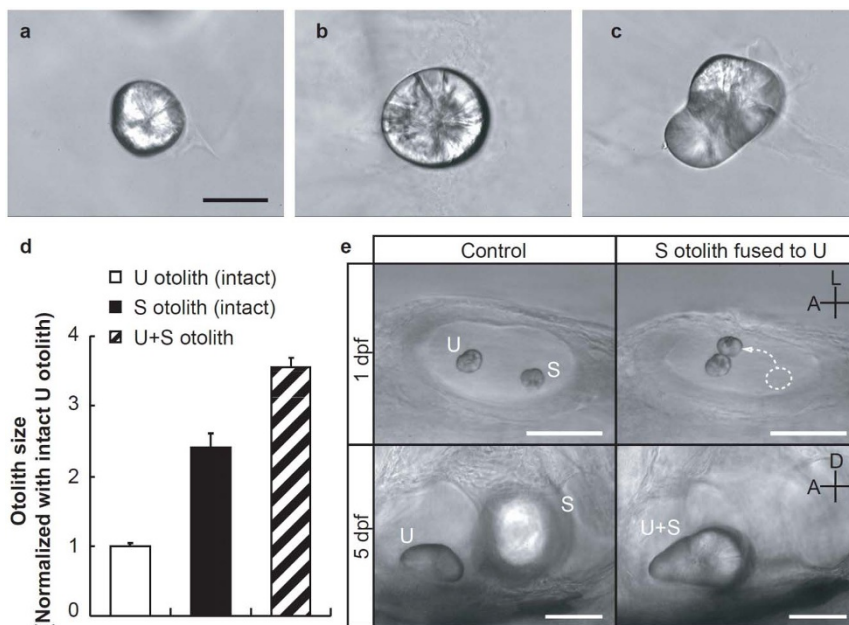 a
b
c
d
U otolith (intact)
S otolith (intact)
U+S otolith
Otolith size
(Normalized with intact U otolith)
4
3
2
1
0
e
Control
S otolith fused to U
1 dpf
U
S
L
A
5 dpf
U
S
U+S
D
A